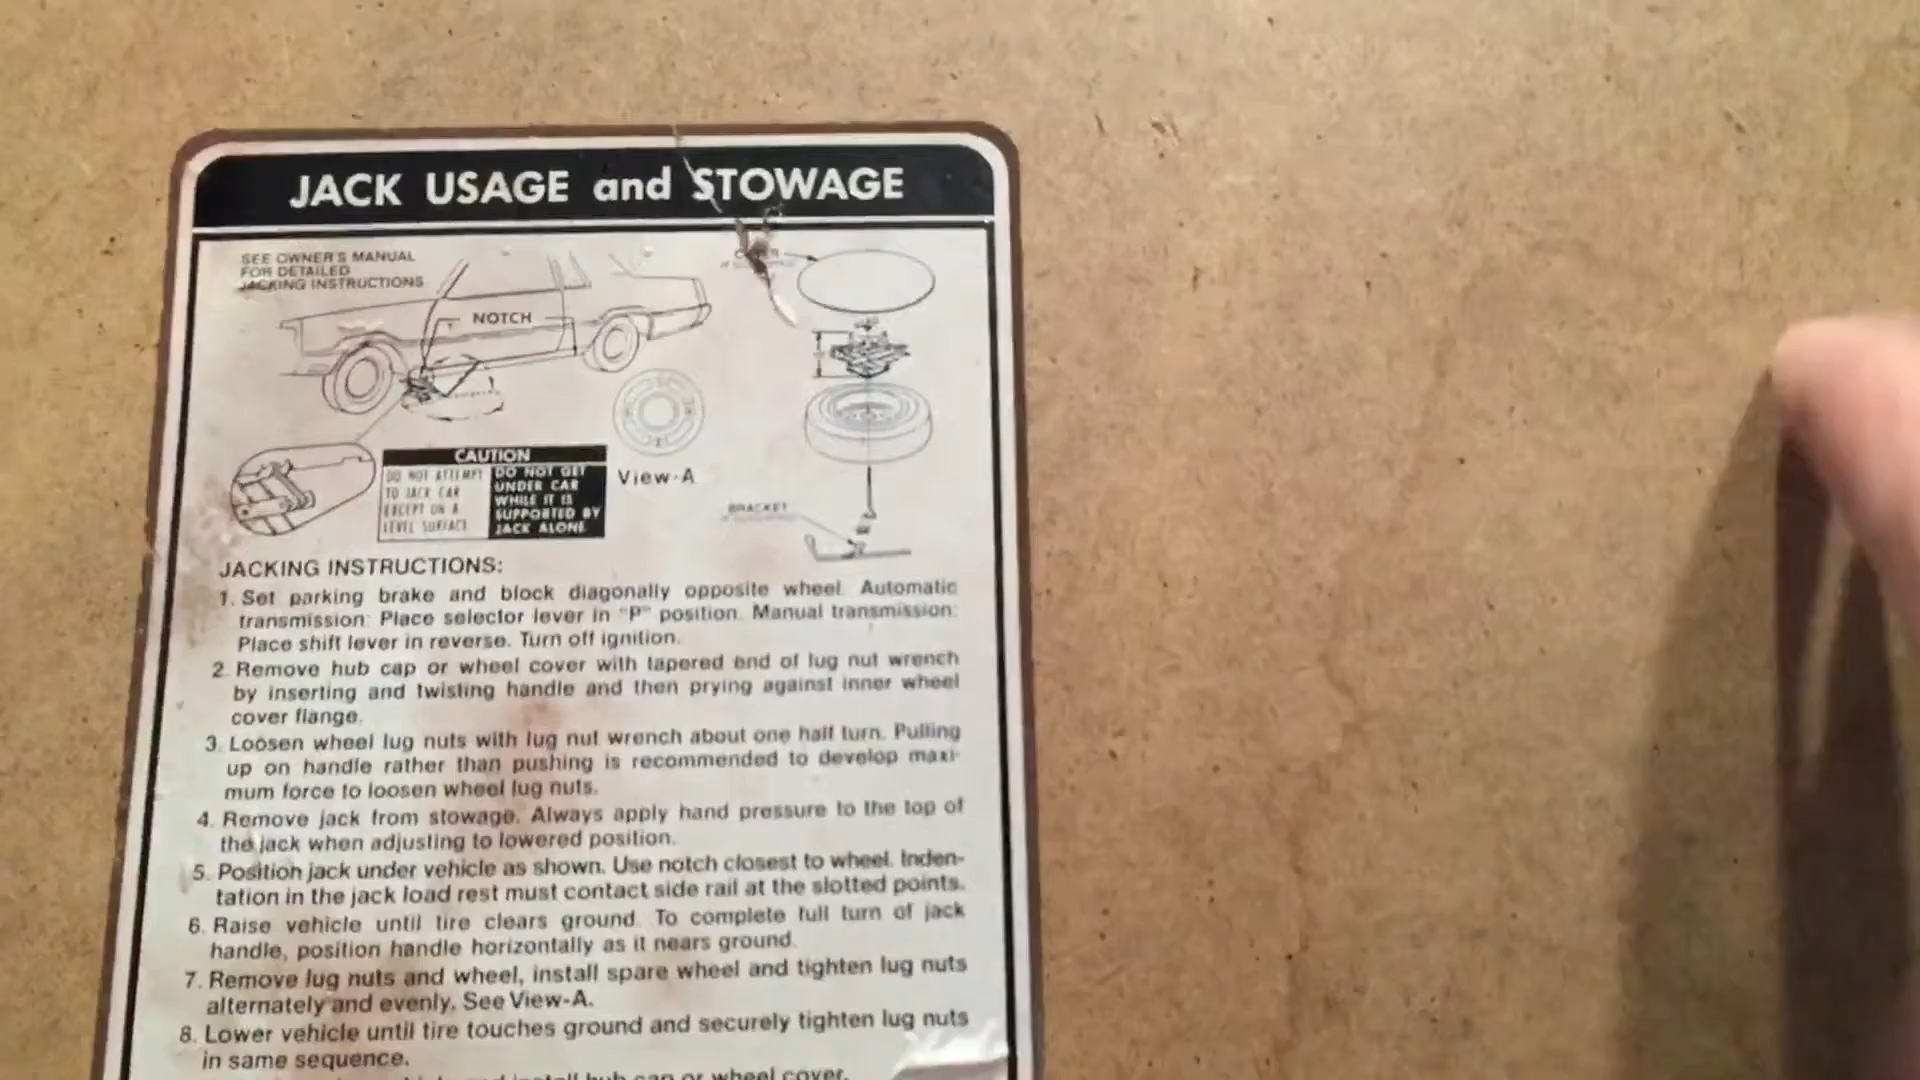 JACK USAGE and STOWAGE
SEE OWNER'S MANUAL
FOR DETAILED
JACKING INSTRUCTIONS
NOTCH
CAUTION
DO NOT ATTEMPT
TO JACK CAR
EXCEPT ON A
LEVEL SURFACE
DO NOT GET
UNDER CAR
WHILE IT IS
SUPPORTED BY
JACK ALONE
View-A
BRACKET
JACKING INSTRUCTIONS:
1. Set parking brake and block diagonally opposite wheel. Automatic
transmission: Place selector lever in "P" position. Manual transmission:
Place shift lever in reverse. Turn off ignition.
2. Remove hub cap or wheel cover with tapered end of lug nut wrench
by inserting and twisting handle and then prying against inner wheel
cover flange.
3. Loosen wheel lug nuts with lug nut wrench about one half turn. Pulling
up on handle rather than pushing is recommended to develop maxi-
mum force to loosen wheel lug nuts.
4. Remove jack from stowage. Always apply hand pressure to the top of
the jack when adjusting to lowered position.
5. Position jack under vehicle as shown. Use notch closest to wheel. Inden-
tation in the jack load rest must contact side rail at the slotted points.
6. Raise vehicle until tire clears ground. To complete full turn of jack
handle, position handle horizontally as it nears ground.
7. Remove lug nuts and wheel, install spare wheel and tighten lug nuts
alternately and evenly. See View-A.
8. Lower vehicle until tire touches ground and securely tighten lug nuts
in same sequence.
install hub cap or wheel cover.